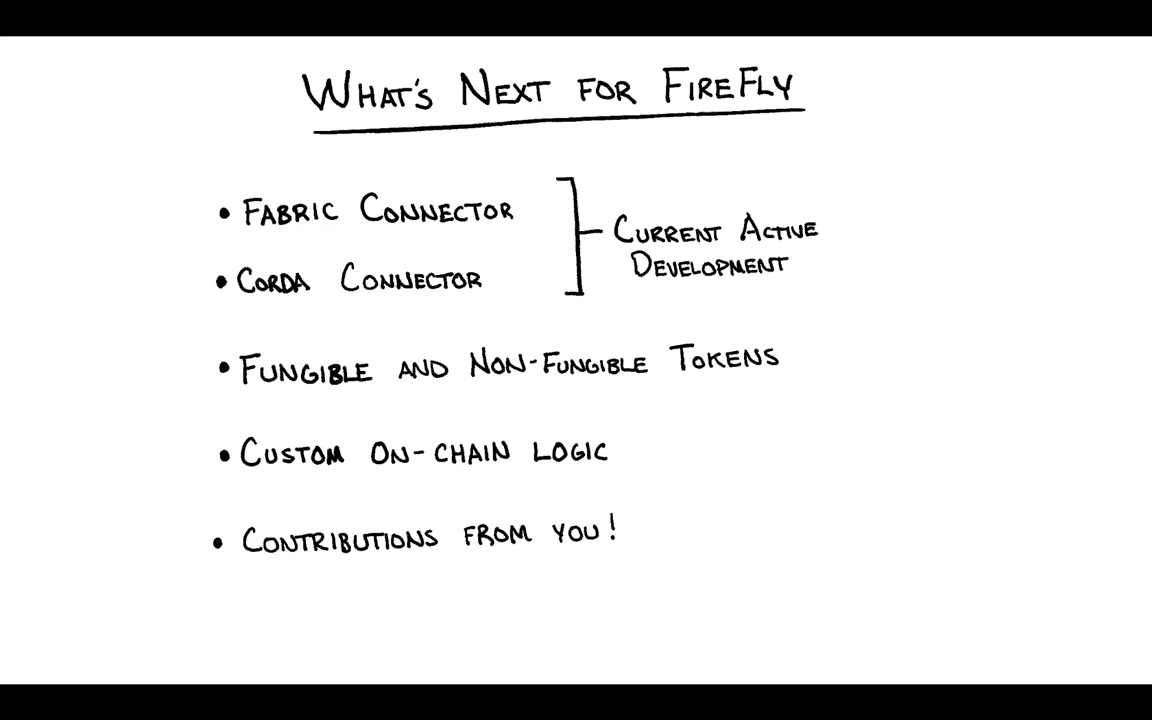 What's Next for FireFly
• Fabric Connector
• Corda Connector
Current Active
Development
• Fungible and Non-Fungible Tokens
• Custom On-chain Logic
• Contributions from you!